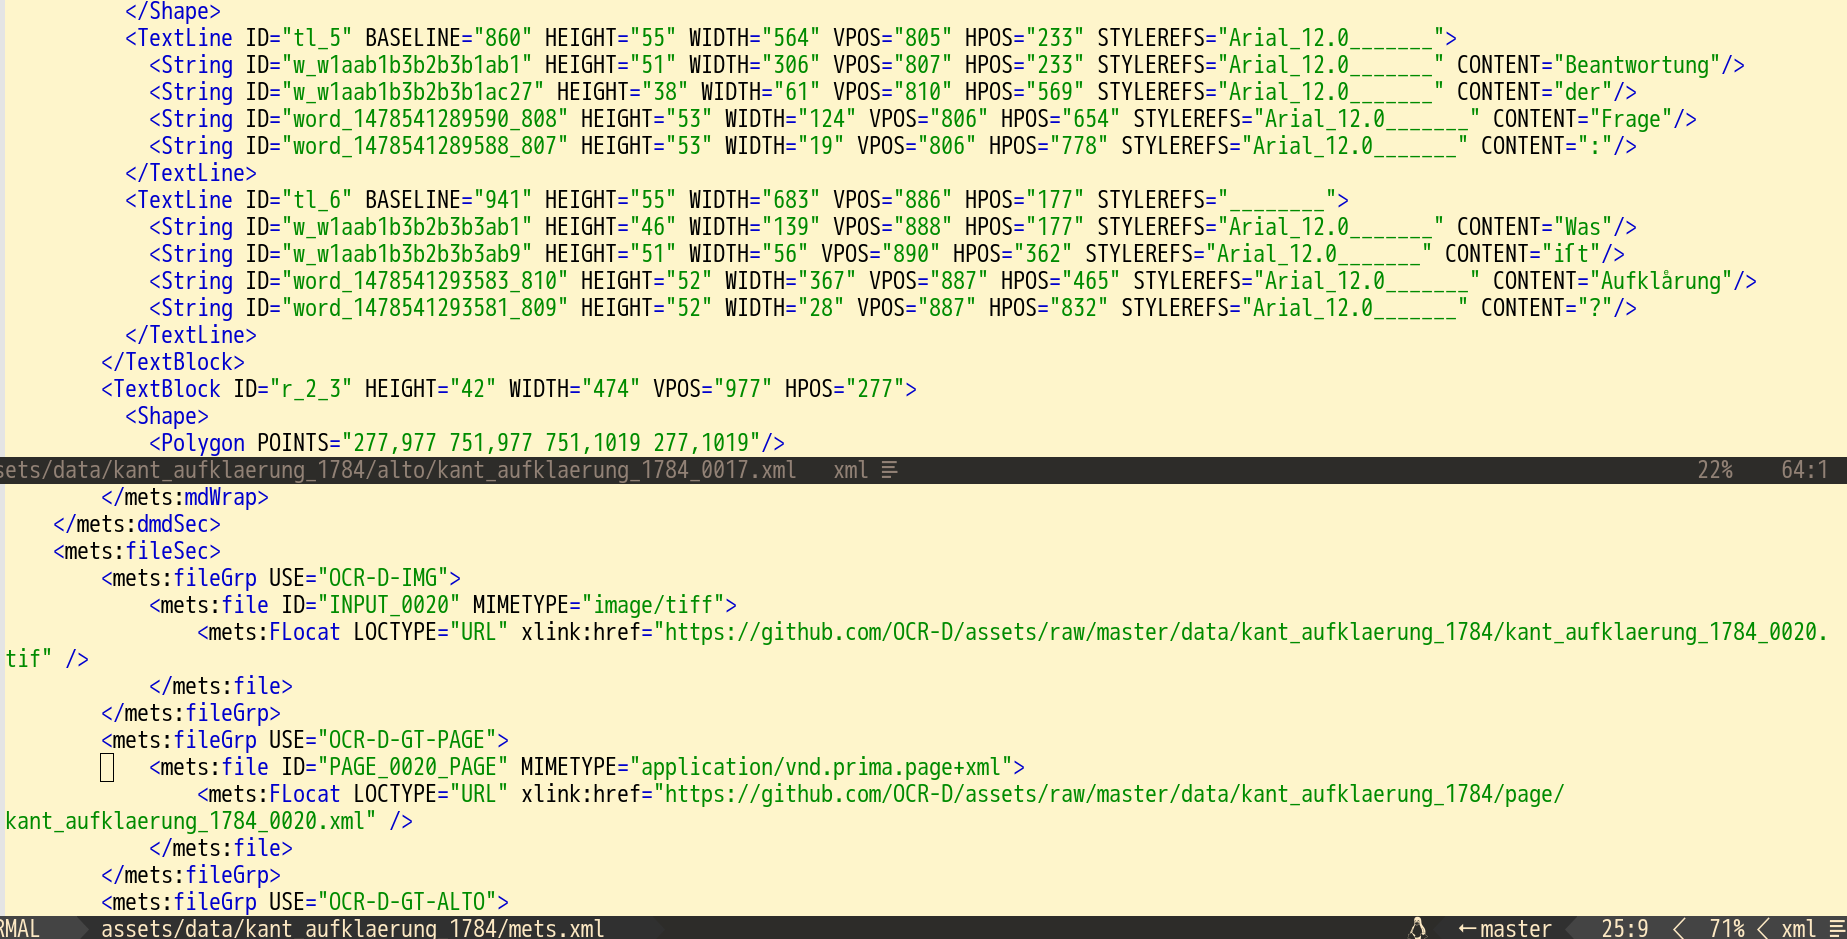 </Shape>
<TextLine ID="tl_5" BASELINE="860" HEIGHT="55" WIDTH="564" VPOS="805" HPOS="233" STYLEREFS="Arial_12.0_______">
<String ID="w_w1aab1b3b2b3b1ab1" HEIGHT="51" WIDTH="306" VPOS="807" HPOS="233" STYLEREFS="Arial_12.0_______" CONTENT="Beantwortung"/>
<String ID="w_w1aab1b3b2b3b1ac27" HEIGHT="38" WIDTH="61" VPOS="810" HPOS="569" STYLEREFS="Arial_12.0_______" CONTENT="der"/>
<String ID="word_1478541289590_808" HEIGHT="53" WIDTH="124" VPOS="806" HPOS="654" STYLEREFS="Arial_12.0_______" CONTENT="Frage"/>
<String ID="word_1478541289588_807" HEIGHT="53" WIDTH="19" VPOS="806" HPOS="778" STYLEREFS="Arial_12.0_______" CONTENT=":"/>
</TextLine>
<TextLine ID="tl_6" BASELINE="941" HEIGHT="55" WIDTH="683" VPOS="886" HPOS="177" STYLEREFS="________">
<String ID="w_w1aab1b3b2b3b3ab1" HEIGHT="46" WIDTH="139" VPOS="888" HPOS="177" STYLEREFS="Arial_12.0_______" CONTENT="Was"/>
<String ID="w_w1aab1b3b2b3b3ab9" HEIGHT="51" WIDTH="56" VPOS="890" HPOS="362" STYLEREFS="Arial_12.0_______" CONTENT="iſt"/>
<String ID="word_1478541293583_810" HEIGHT="52" WIDTH="367" VPOS="887" HPOS="465" STYLEREFS="Arial_12.0_______" CONTENT="Aufklårung"/>
<String ID="word_1478541293581_809" HEIGHT="52" WIDTH="28" VPOS="887" HPOS="832" STYLEREFS="Arial_12.0_______" CONTENT="?"/>
</TextLine>
</TextBlock>
<TextBlock ID="r_2_3" HEIGHT="42" WIDTH="474" VPOS="977" HPOS="277">
<Shape>
<Polygon POINTS="277,977 751,977 751,1019 277,1019"/>
sets/data/kant_aufklaerung_1784/alto/kant_aufklaerung_1784_0017.xml xml 22% 64:1
</mets:mdWrap>
</mets:dmdSec>
<mets:fileSec>
<mets:fileGrp USE="OCR-D-IMG">
<mets:file ID="INPUT_0020" MIMETYPE="image/tiff">
<mets:FLocat LOCTYPE="URL" xlink:href="https://github.com/OCR-D/assets/raw/master/data/kant_aufklaerung_1784/kant_aufklaerung_1784_0020.
tif" />
</mets:file>
</mets:fileGrp>
<mets:fileGrp USE="OCR-D-GT-PAGE">
<mets:file ID="PAGE_0020_PAGE" MIMETYPE="application/vnd.prima.page+xml">
<mets:FLocat LOCTYPE="URL" xlink:href="https://github.com/OCR-D/assets/raw/master/data/kant_aufklaerung_1784/page/
kant_aufklaerung_1784_0020.xml" />
</mets:file>
</mets:fileGrp>
<mets:fileGrp USE="OCR-D-GT-ALTO">
RMAL assets/data/kant_aufklaerung_1784/mets.xml ←master 25:9 < 71% < xml